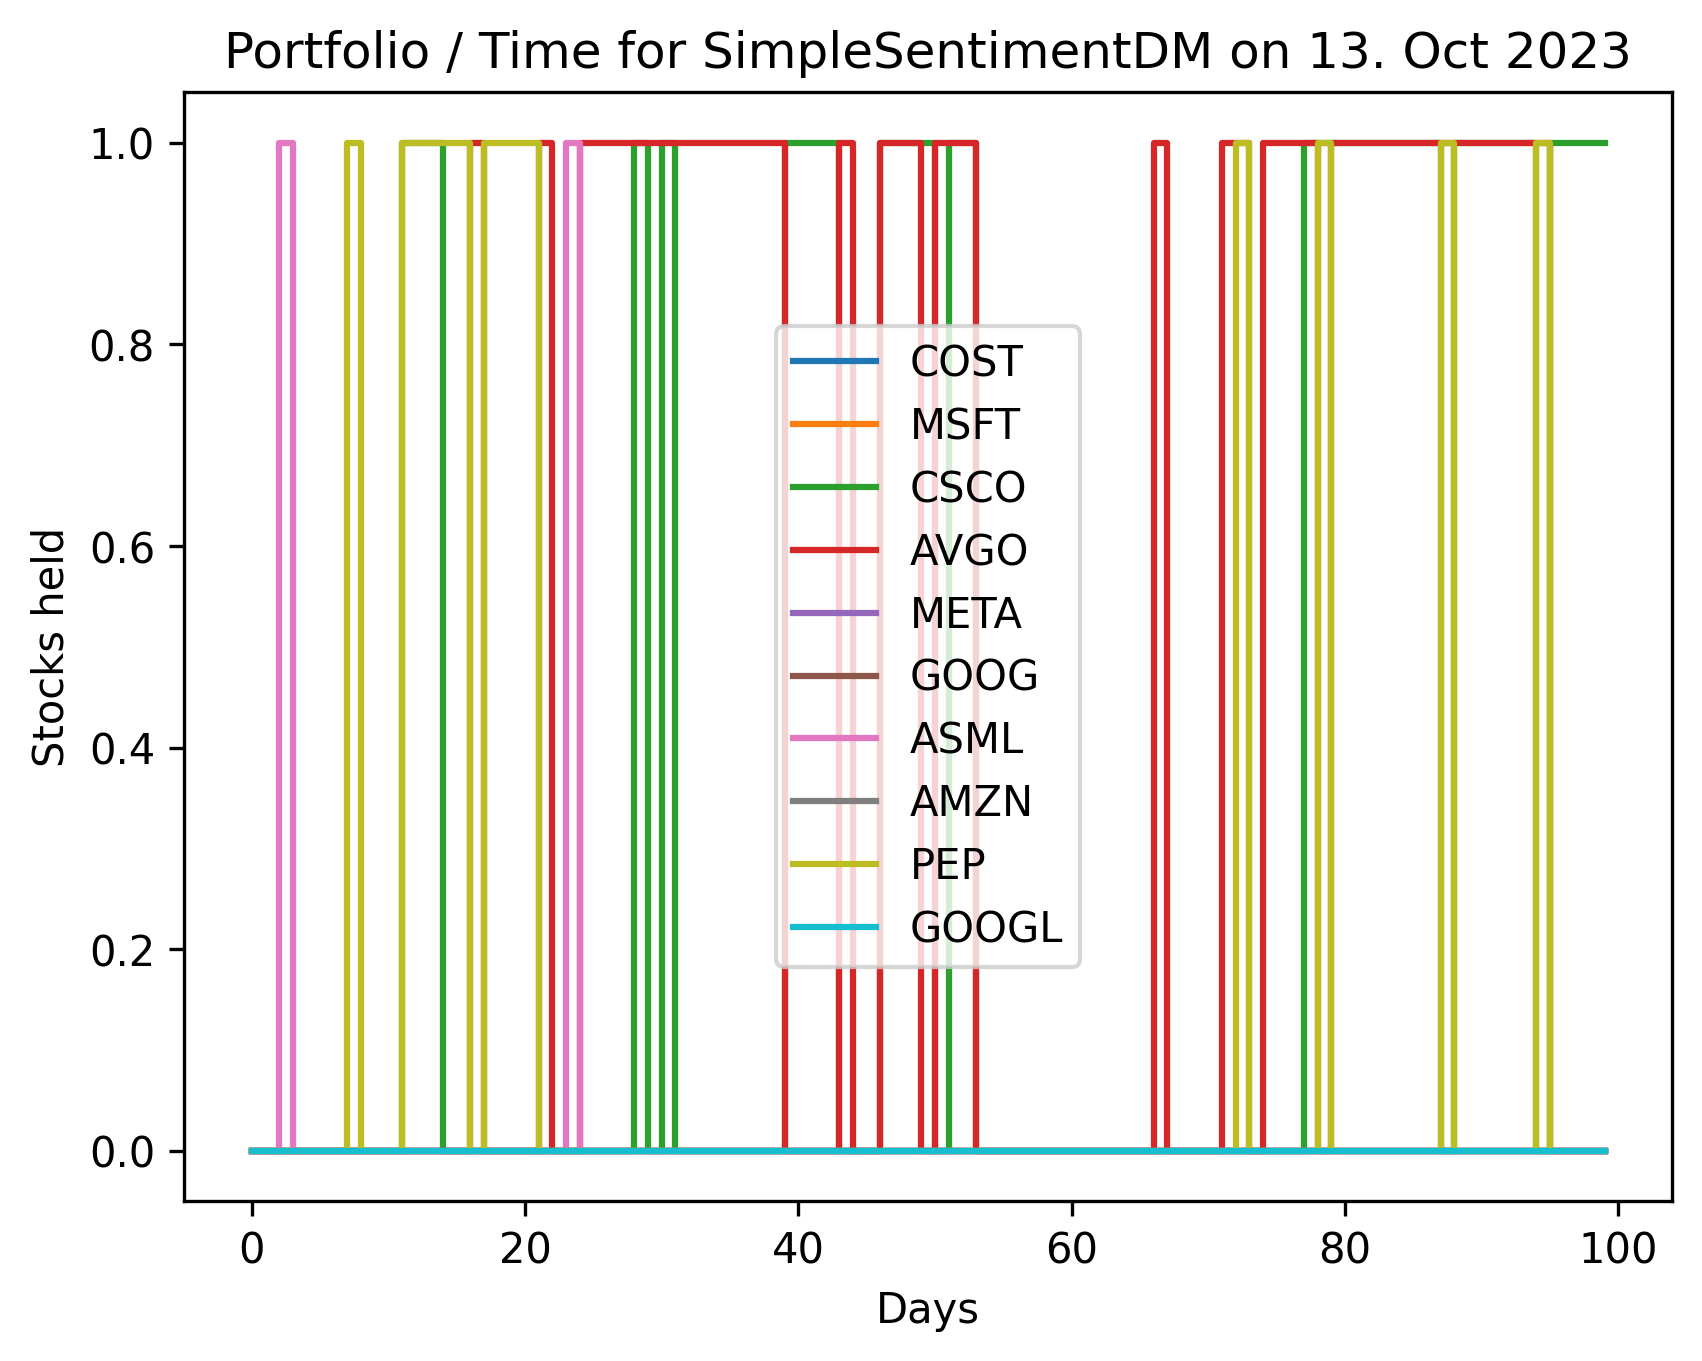 Portfolio / Time for SimpleSentimentDM on 13. Oct 2023
1.0
0.8
0.6
0.4
0.2
0.0
Stocks held
COST
MSFT
CSCO
AVGO
META
GOOG
ASML
AMZN
PEP
GOOGL
0 20 40 60 80 100
Days